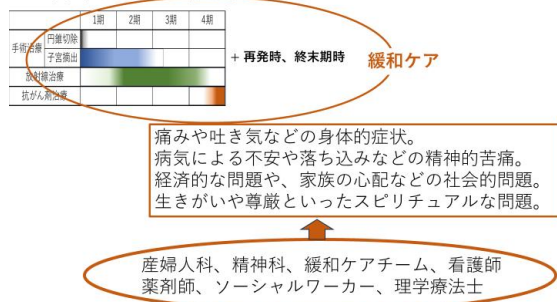 1期 2期 3期 4期
手術治療 円錐切除
子宮摘出
放射線治療
抗がん剤治療
+ 再発時、終末期時
緩和ケア
痛みや吐き気などの身体的症状。
病気による不安や落ち込みなどの精神的苦痛。
経済的な問題や、家族の心配などの社会的問題。
生きがいや尊厳といったスピリチュアルな問題。
産婦人科、精神科、緩和ケアチーム、看護師
薬剤師、ソーシャルワーカー、理学療法士